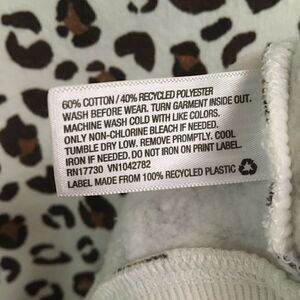 60% COTTON / 40% RECYCLED POLYESTER
WASH BEFORE WEAR. TURN GARMENT INSIDE OUT.
MACHINE WASH COLD WITH LIKE COLORS.
ONLY NON-CHLORINE BLEACH IF NEEDED.
TUMBLE DRY LOW. REMOVE PROMPTLY. COOL
IRON IF NEEDED. DO NOT IRON ON PRINT LABEL.
RN17730 VN1042782
LABEL MADE FROM 100% RECYCLED PLASTIC